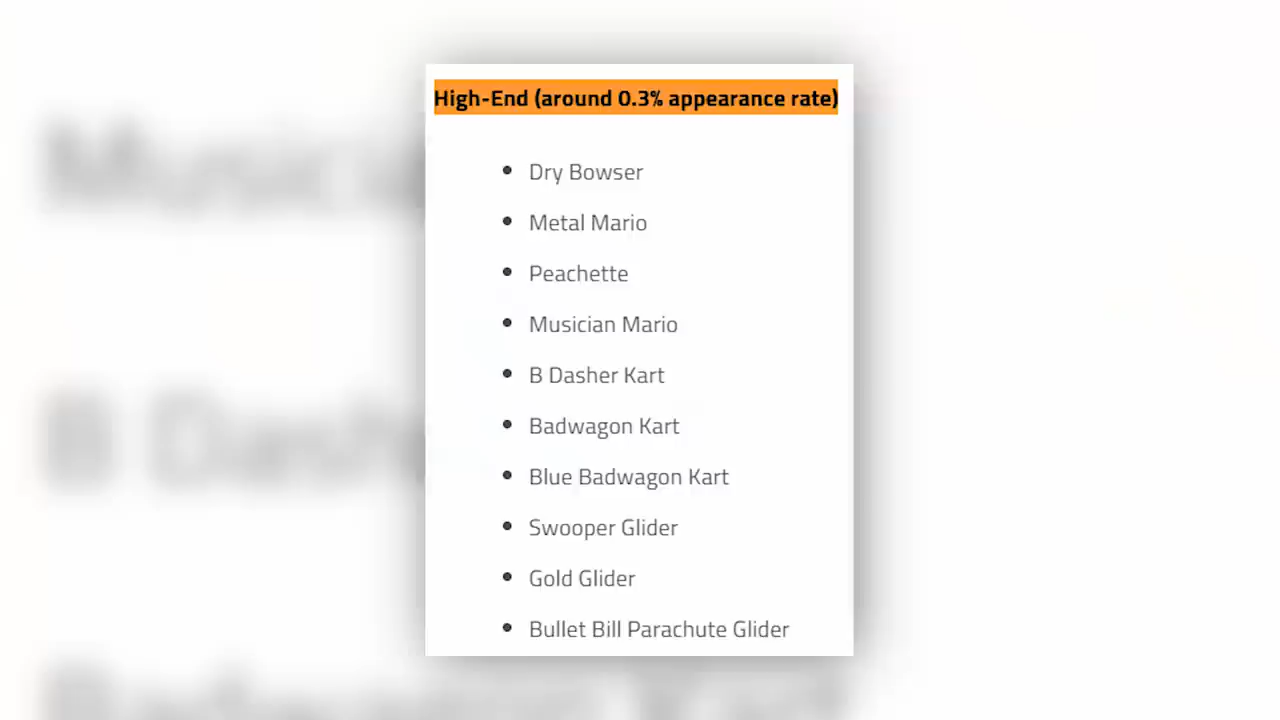 High-End (around 0.3% appearance rate)
Dry Bowser
Metal Mario
Peachette
Musician Mario
B Dasher Kart
Badwagon Kart
Blue Badwagon Kart
Swooper Glider
Gold Glider
Bullet Bill Parachute Glider